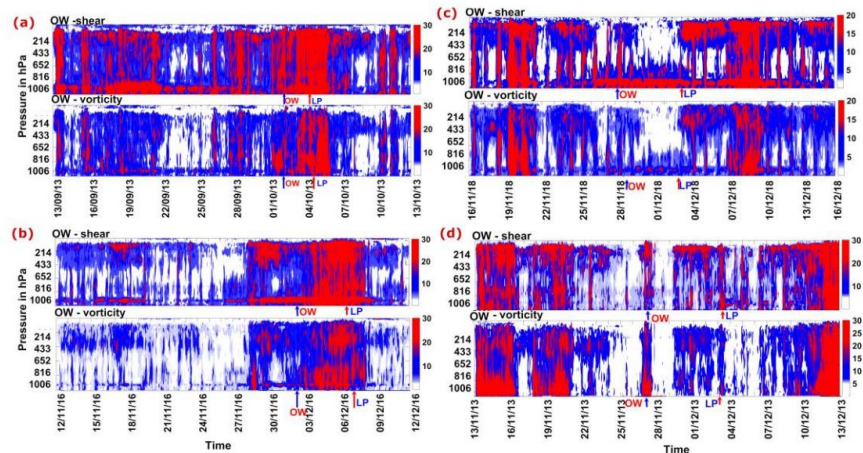 (a)
OW -shear
30
20
10
214
433
652
816
1006
OW LP
OW - vorticity
30
20
10
214
433
652
816
1006
OW LP
Pressure in hPa
13/09/13 16/09/13 19/09/13 22/09/13 25/09/13 28/09/13 01/10/13 04/10/13 07/10/13 10/10/13 13/10/13
(b)
OW - shear
30
20
10
214
433
652
816
1006
OW LP
OW - vorticity
30
20
10
214
433
652
816
1006
OW LP
Pressure in hPa
12/11/16 15/11/16 18/11/16 21/11/16 24/11/16 27/11/16 30/11/16 03/12/16 06/12/16 09/12/16 12/12/16
Time
(c)
OW - shear
20
15
10
5
214
433
652
816
1006
OW LP
OW - vorticity
20
15
10
5
214
433
652
816
1006
OW LP
16/11/18 19/11/18 22/11/18 25/11/18 28/11/18 01/12/18 04/12/18 07/12/18 10/12/18 13/12/18 16/12/18
(d)
OW - shear
30
20
10
214
433
652
816
1006
OW LP
OW - vorticity
30
25
20
15
10
5
214
433
652
816
1006
OW LP
13/11/13 16/11/13 19/11/13 22/11/13 25/11/13 28/11/13 01/12/13 04/12/13 07/12/13 10/12/13 13/12/13
Time